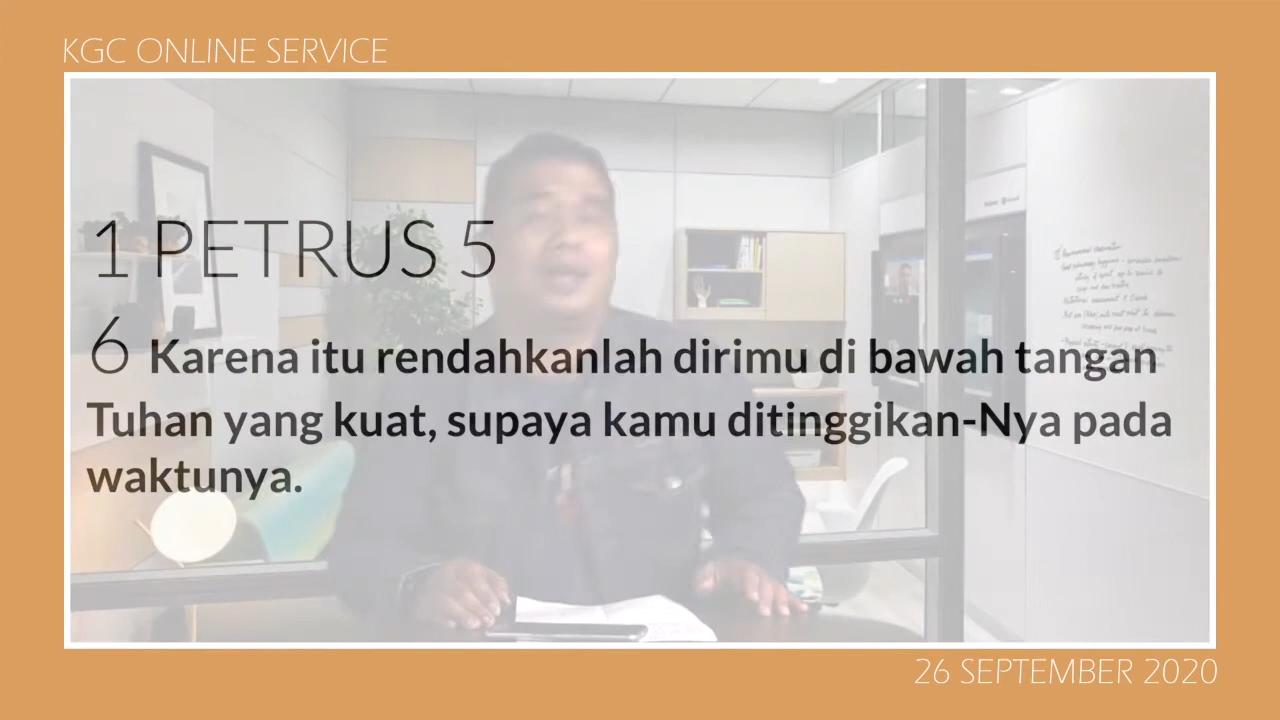 KGC ONLINE SERVICE
1 PETRUS 5
6 Karena itu rendahkanlah dirimu di bawah tangan
Tuhan yang kuat, supaya kamu ditinggikan-Nya pada
waktunya.
26 SEPTEMBER 2020